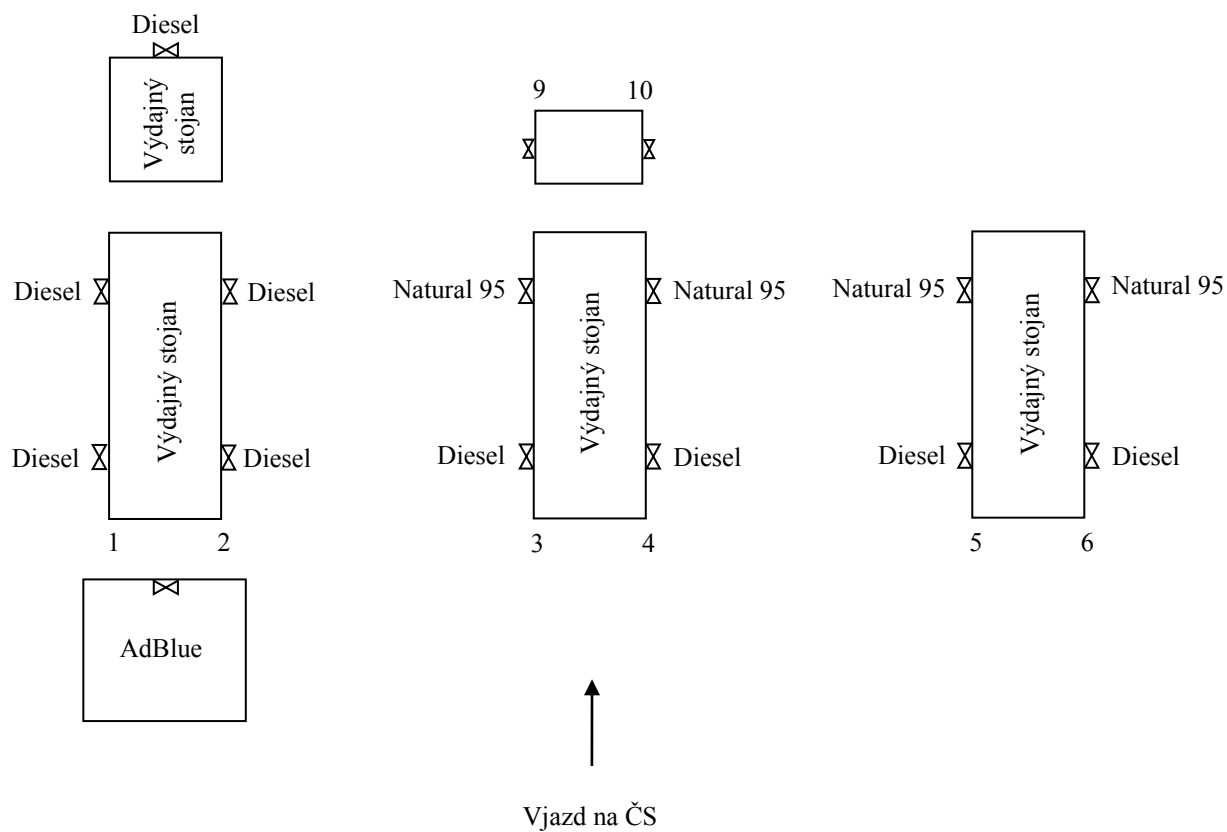 Diesel
Výdajný
stojan
9 10
Diesel Diesel Natural 95 Natural 95 Natural 95 Natural 95
Výdajný stojan Výdajný stojan Výdajný stojan
Diesel Diesel Diesel Diesel Diesel Diesel
1 2 3 4 5 6
AdBlue
Vjazd na ČS